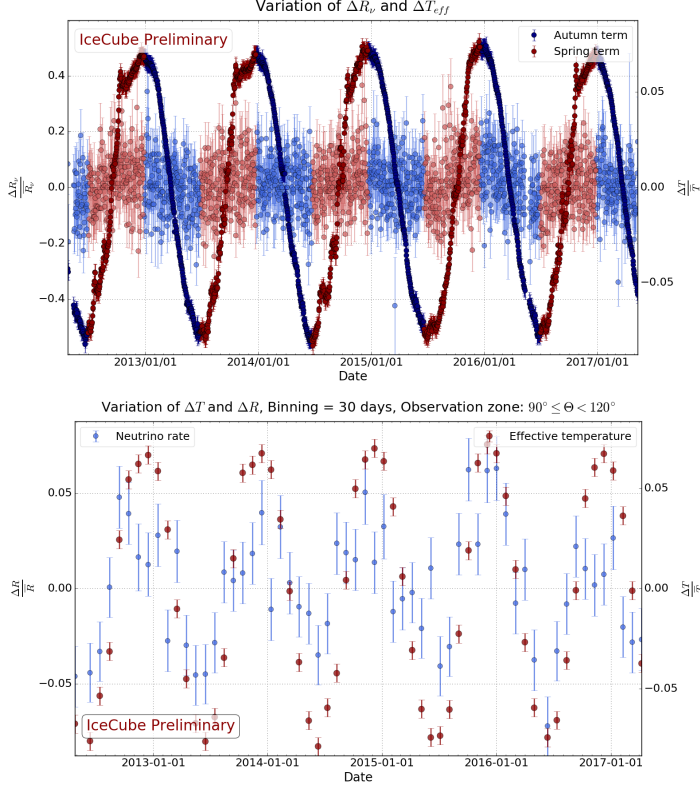 Variation of ΔR_ν and ΔT_eff
IceCube Preliminary
Autumn term
Spring term
0.4
0.2
0.0
−0.2
−0.4
ΔR_ν / R̅_ν
0.05
0.00
−0.05
ΔT / T̅
2013/01/01 2014/01/01 2015/01/01 2016/01/01 2017/01/01
Date
Variation of ΔT and ΔR, Binning = 30 days, Observation zone: 90° ≤ Θ < 120°
Neutrino rate
Effective temperature
0.05
0.00
−0.05
ΔR / R̅
0.05
0.00
−0.05
ΔT / T̅
IceCube Preliminary
2013-01-01 2014-01-01 2015-01-01 2016-01-01 2017-01-01
Date